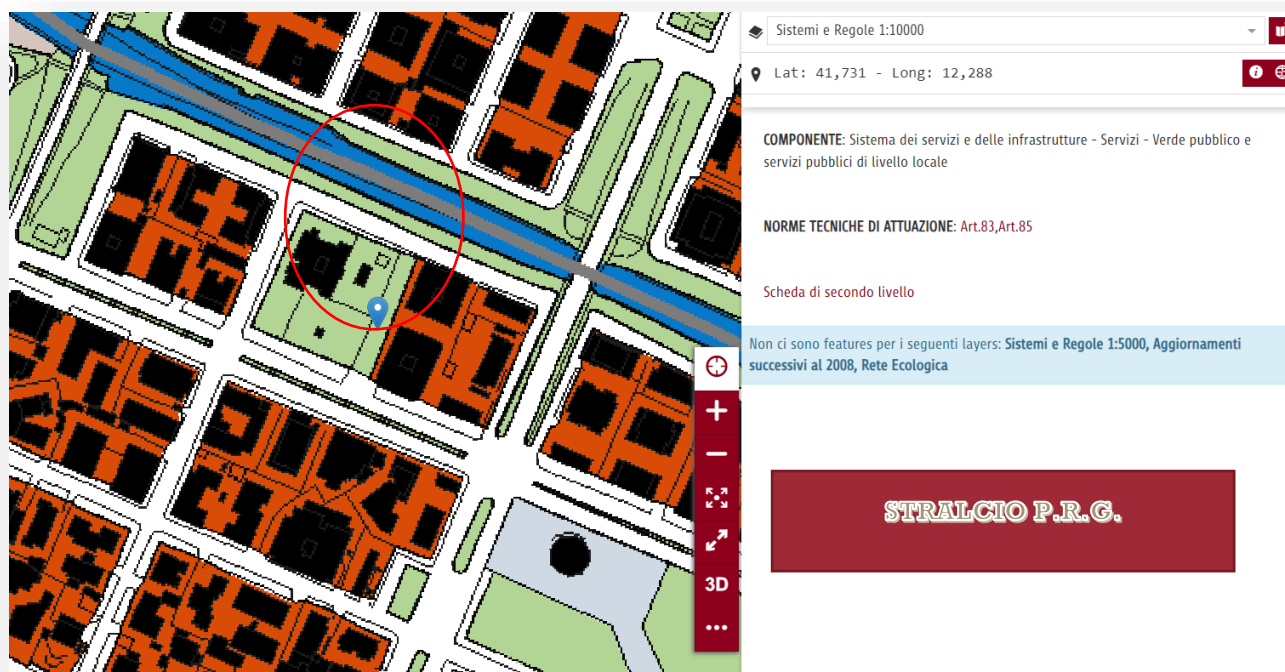 Sistemi e Regole 1:10000
Lat: 41,731 - Long: 12,288
COMPONENTE: Sistema dei servizi e delle infrastrutture - Servizi - Verde pubblico e
servizi pubblici di livello locale
NORME TECNICHE DI ATTUAZIONE: Art.83,Art.85
Scheda di secondo livello
Non ci sono features per i seguenti layers: Sistemi e Regole 1:5000, Aggiornamenti
successivi al 2008, Rete Ecologica
3D
STRALCIO P.R.G.